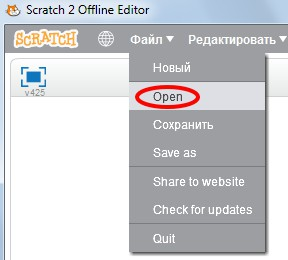 Scratch 2 Offline Editor
SCRATCH Файл Редактировать
v425
Новый
Open
Сохранить
Save as
Share to website
Check for updates
Quit